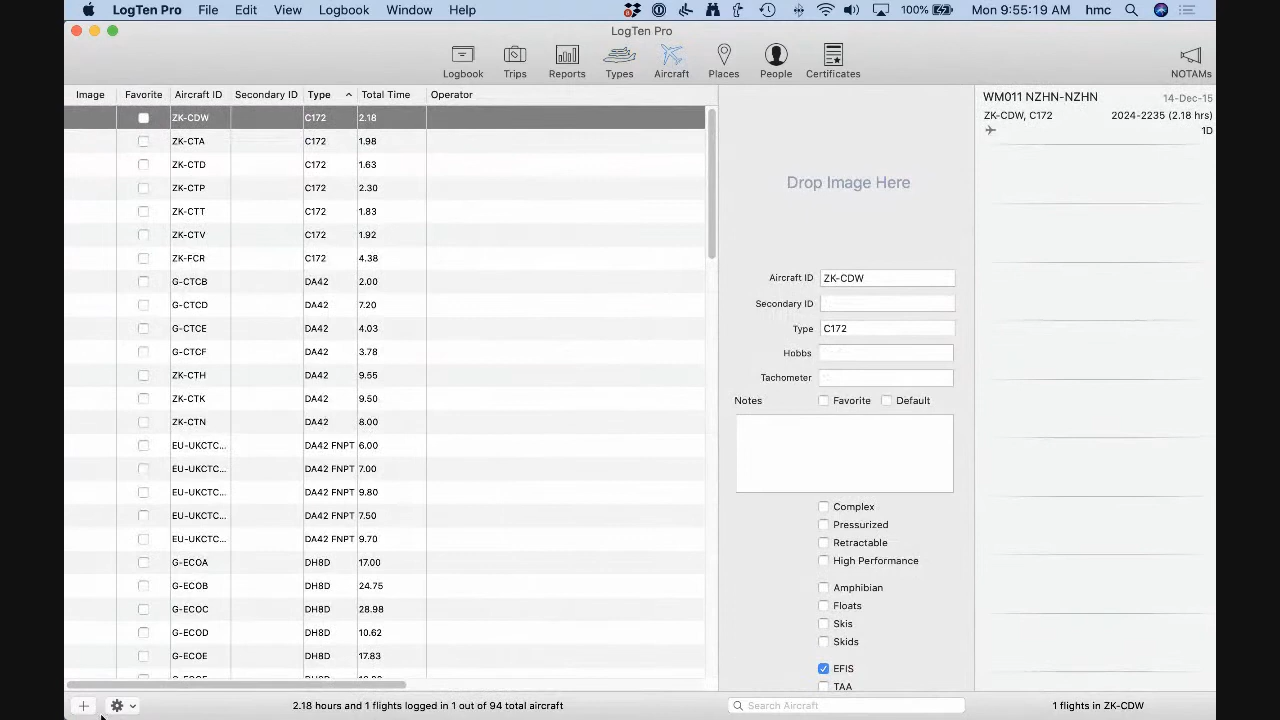 LogTen Pro File Edit View Logbook Window Help 100% Mon 9:55:19 AM hmc
LogTen Pro
Logbook Trips Reports Types Aircraft Places People Certificates NOTAMs
Image Favorite Aircraft ID Secondary ID Type Total Time Operator
ZK-CDW C172 2.18
ZK-CTA C172 1.98
ZK-CTD C172 1.63
ZK-CTP C172 2.30
ZK-CTT C172 1.83
ZK-CTV C172 1.92
ZK-FCR C172 4.38
G-CTCB DA42 2.00
G-CTCD DA42 7.20
G-CTCE DA42 4.03
G-CTCF DA42 3.78
ZK-CTH DA42 9.55
ZK-CTK DA42 9.50
ZK-CTN DA42 8.00
EU-UKCTC... DA42 FNPT 6.00
EU-UKCTC... DA42 FNPT 7.00
EU-UKCTC... DA42 FNPT 9.80
EU-UKCTC... DA42 FNPT 7.50
EU-UKCTC... DA42 FNPT 9.70
G-ECOA DH8D 17.00
G-ECOB DH8D 24.75
G-ECOC DH8D 28.98
G-ECOD DH8D 10.62
G-ECOE DH8D 17.83
Drop Image Here
Aircraft ID ZK-CDW
Secondary ID
Type C172
Hobbs
Tachometer
Notes Favorite Default
Complex
Pressurized
Retractable
High Performance
Amphibian
Floats
Skis
Skids
EFIS
TAA
WM011 NZHN-NZHN 14-Dec-15
ZK-CDW, C172 2024-2235 (2.18 hrs)
1D
2.18 hours and 1 flights logged in 1 out of 94 total aircraft
Search Aircraft
1 flights in ZK-CDW